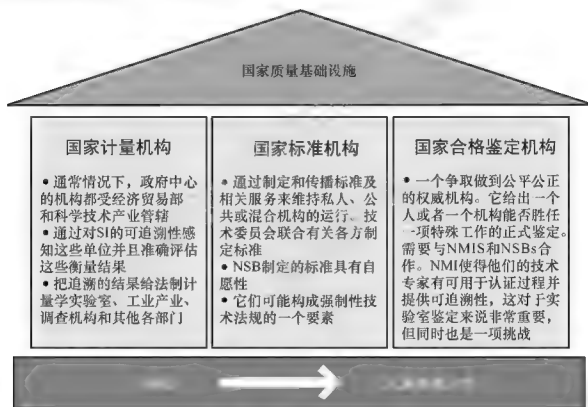 国家质量基础设施
国家计量机构
• 通常情况下，政府中心
的机构都受经济贸易部
和科学技术产业管辖
• 通过对SI的可追溯性感
知这些单位并且准确评估
这些衡量结果
• 把追溯的结果给法制计
量学实验室、工业产业、
调查机构和其他各部门
国家标准机构
• 通过制定和传播标准及
相关服务来维持私人、公
共或混合机构的运行。技
术委员会联合有关各方制
定标准
• NSB制定的标准具有自
愿性
• 它们可能构成强制性技
术法规的一个要素
国家合格鉴定机构
• 一个争取做到公平公正
的权威机构。它给出一个
人或者一个机构能否胜任
一项特殊工作的正式鉴定。
需要与NMIS和NSBs合
作。NMI使得他们的技术
专家有可用于认证过程并
提供可追溯性，这对于实
验室鉴定来说非常重要，
但同时也是一项挑战